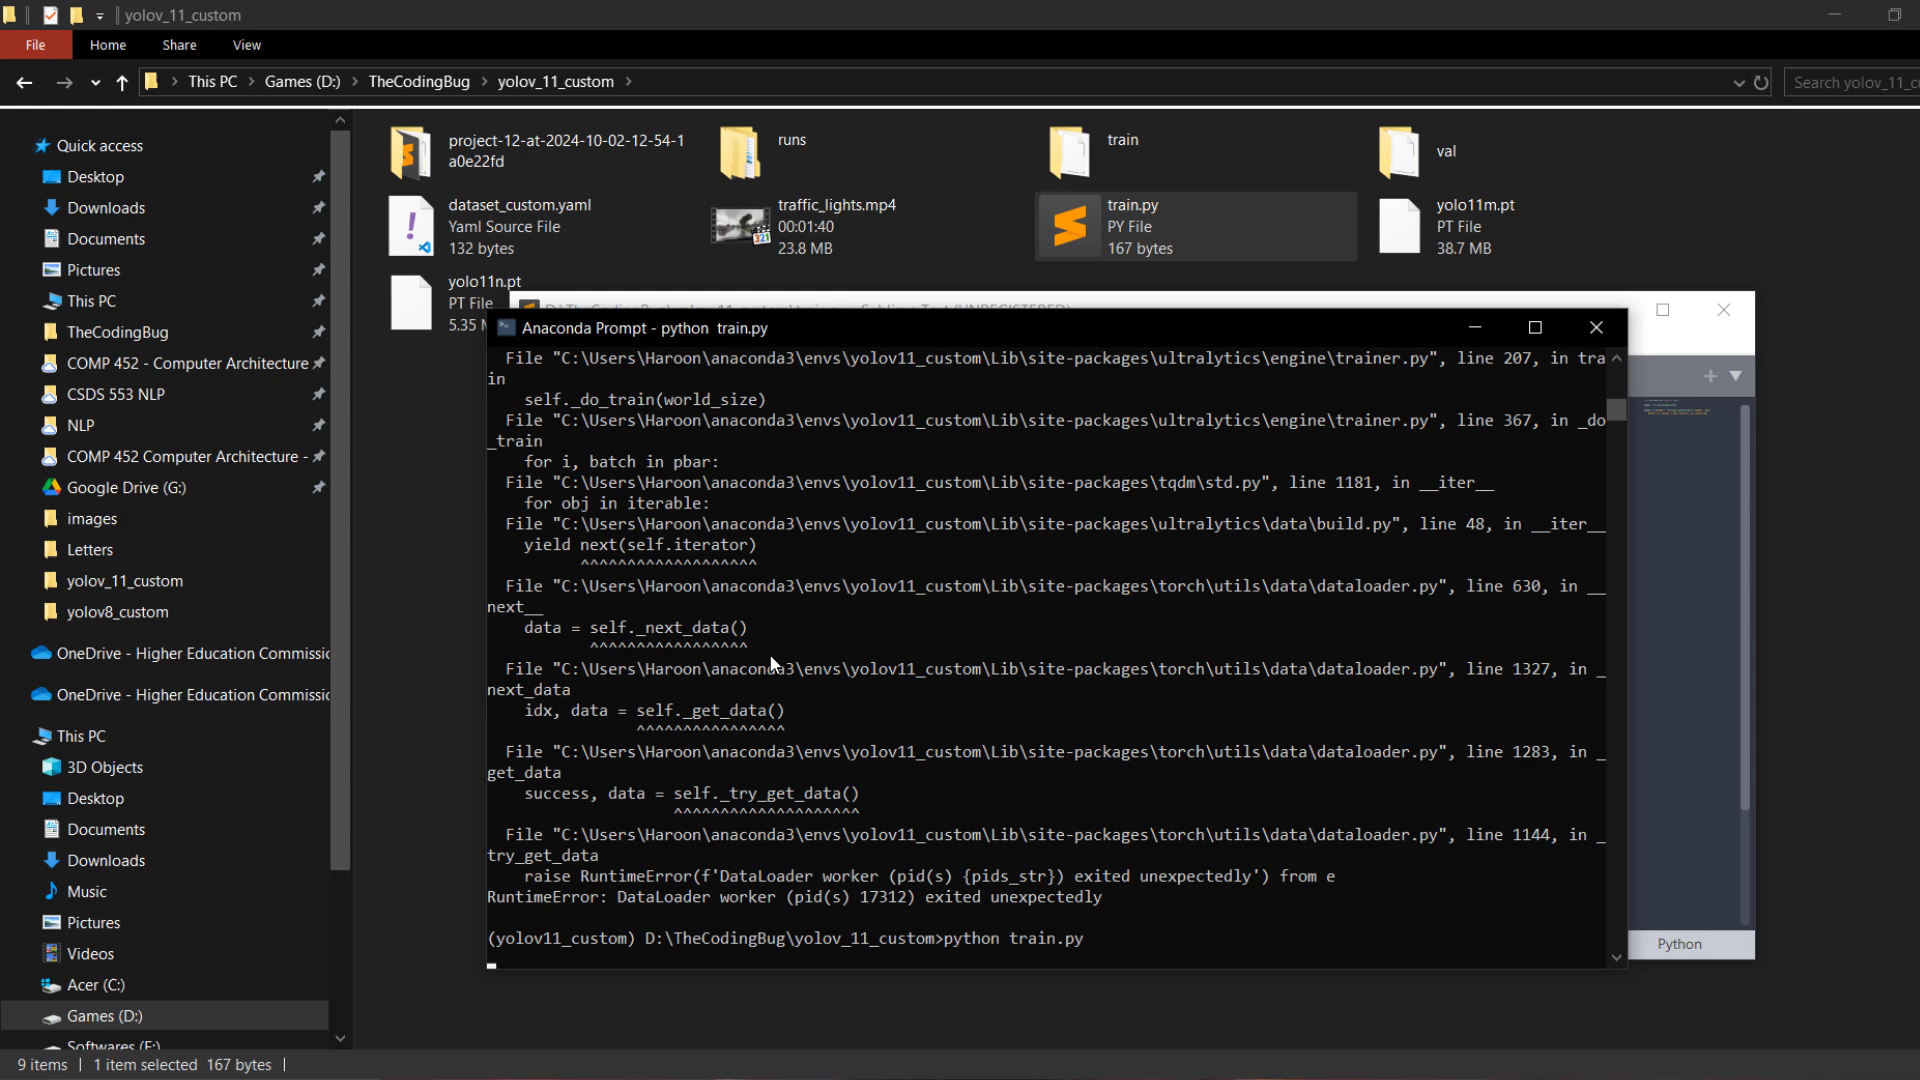 yolov_11_custom
File Home Share View
This PC > Games (D:) > TheCodingBug > yolov_11_custom >
Search yolov_11_cu
Quick access
Desktop
Downloads
Documents
Pictures
This PC
TheCodingBug
COMP 452 - Computer Architecture
CSDS 553 NLP
NLP
COMP 452 Computer Architecture -
Google Drive (G:)
images
Letters
yolov_11_custom
yolov8_custom
OneDrive - Higher Education Commissic
OneDrive - Higher Education Commissic
This PC
3D Objects
Desktop
Documents
Downloads
Music
Pictures
Videos
Acer (C:)
Games (D:)
Softwares (F:)
project-12-at-2024-10-02-12-54-1
a0e22fd
runs
train
val
dataset_custom.yaml
Yaml Source File
132 bytes
traffic_lights.mp4
00:01:40
23.8 MB
train.py
PY File
167 bytes
yolo11m.pt
PT File
38.7 MB
yolo11n.pt
PT File
5.35 M
Anaconda Prompt - python  train.py
File "C:\Users\Haroon\anaconda3\envs\yolov11_custom\Lib\site-packages\ultralytics\engine\trainer.py", line 207, in tra
in
self._do_train(world_size)
File "C:\Users\Haroon\anaconda3\envs\yolov11_custom\Lib\site-packages\ultralytics\engine\trainer.py", line 367, in _do
_train
for i, batch in pbar:
File "C:\Users\Haroon\anaconda3\envs\yolov11_custom\Lib\site-packages\tqdm\std.py", line 1181, in __iter__
for obj in iterable:
File "C:\Users\Haroon\anaconda3\envs\yolov11_custom\Lib\site-packages\ultralytics\data\build.py", line 48, in __iter__
yield next(self.iterator)
^^^^^^^^^^^^^^^^^^^
File "C:\Users\Haroon\anaconda3\envs\yolov11_custom\Lib\site-packages\torch\utils\data\dataloader.py", line 630, in __
next__
data = self._next_data()
^^^^^^^^^^^^^^^^^
File "C:\Users\Haroon\anaconda3\envs\yolov11_custom\Lib\site-packages\torch\utils\data\dataloader.py", line 1327, in _
next_data
idx, data = self._get_data()
^^^^^^^^^^^^^^^^
File "C:\Users\Haroon\anaconda3\envs\yolov11_custom\Lib\site-packages\torch\utils\data\dataloader.py", line 1283, in _
get_data
success, data = self._try_get_data()
^^^^^^^^^^^^^^^^^^^^
File "C:\Users\Haroon\anaconda3\envs\yolov11_custom\Lib\site-packages\torch\utils\data\dataloader.py", line 1144, in _
try_get_data
raise RuntimeError(f'DataLoader worker (pid(s) {pids_str}) exited unexpectedly') from e
RuntimeError: DataLoader worker (pid(s) 17312) exited unexpectedly
(yolov11_custom) D:\TheCodingBug\yolov_11_custom>python train.py
Python
9 items | 1 item selected 167 bytes |